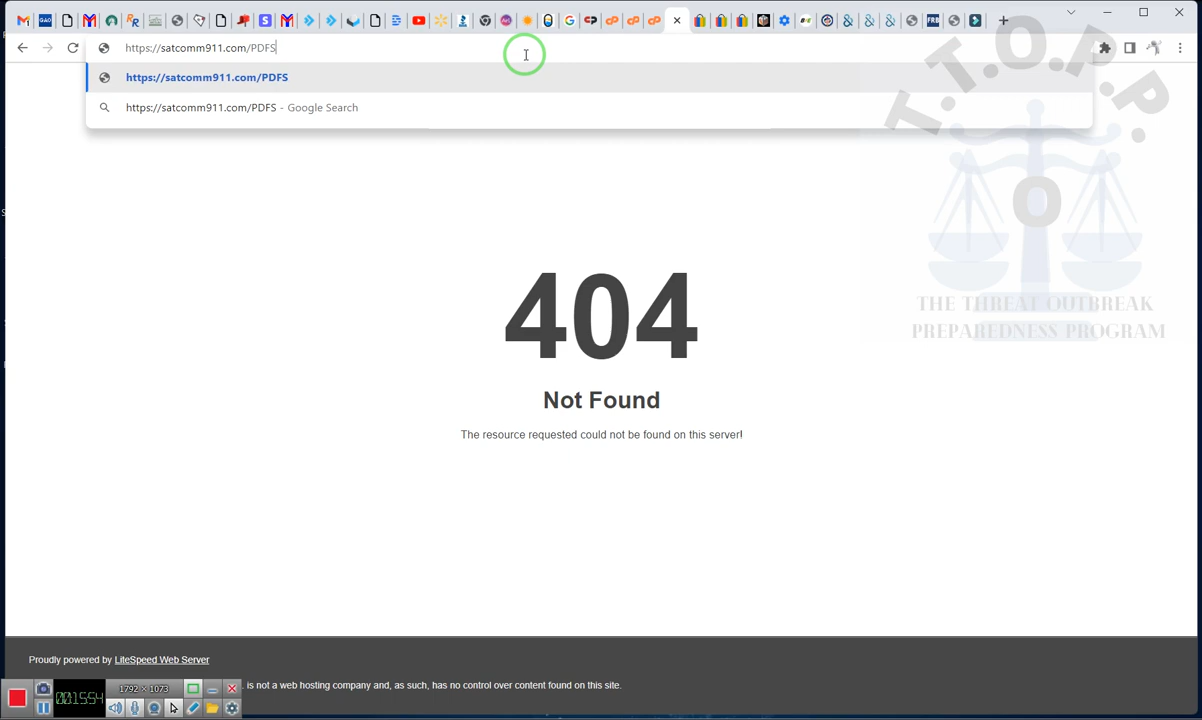 https://satcomm911.com/PDFS
https://satcomm911.com/PDFS
https://satcomm911.com/PDFS - Google Search
T.T.O.P.P.
THE THREAT OUTBREAK
PREPAREDNESS PROGRAM
404
Not Found
The resource requested could not be found on this server!
Proudly powered by LiteSpeed Web Server
. is not a web hosting company and, as such, has no control over content found on this site.
00:15:54
1792 × 1073